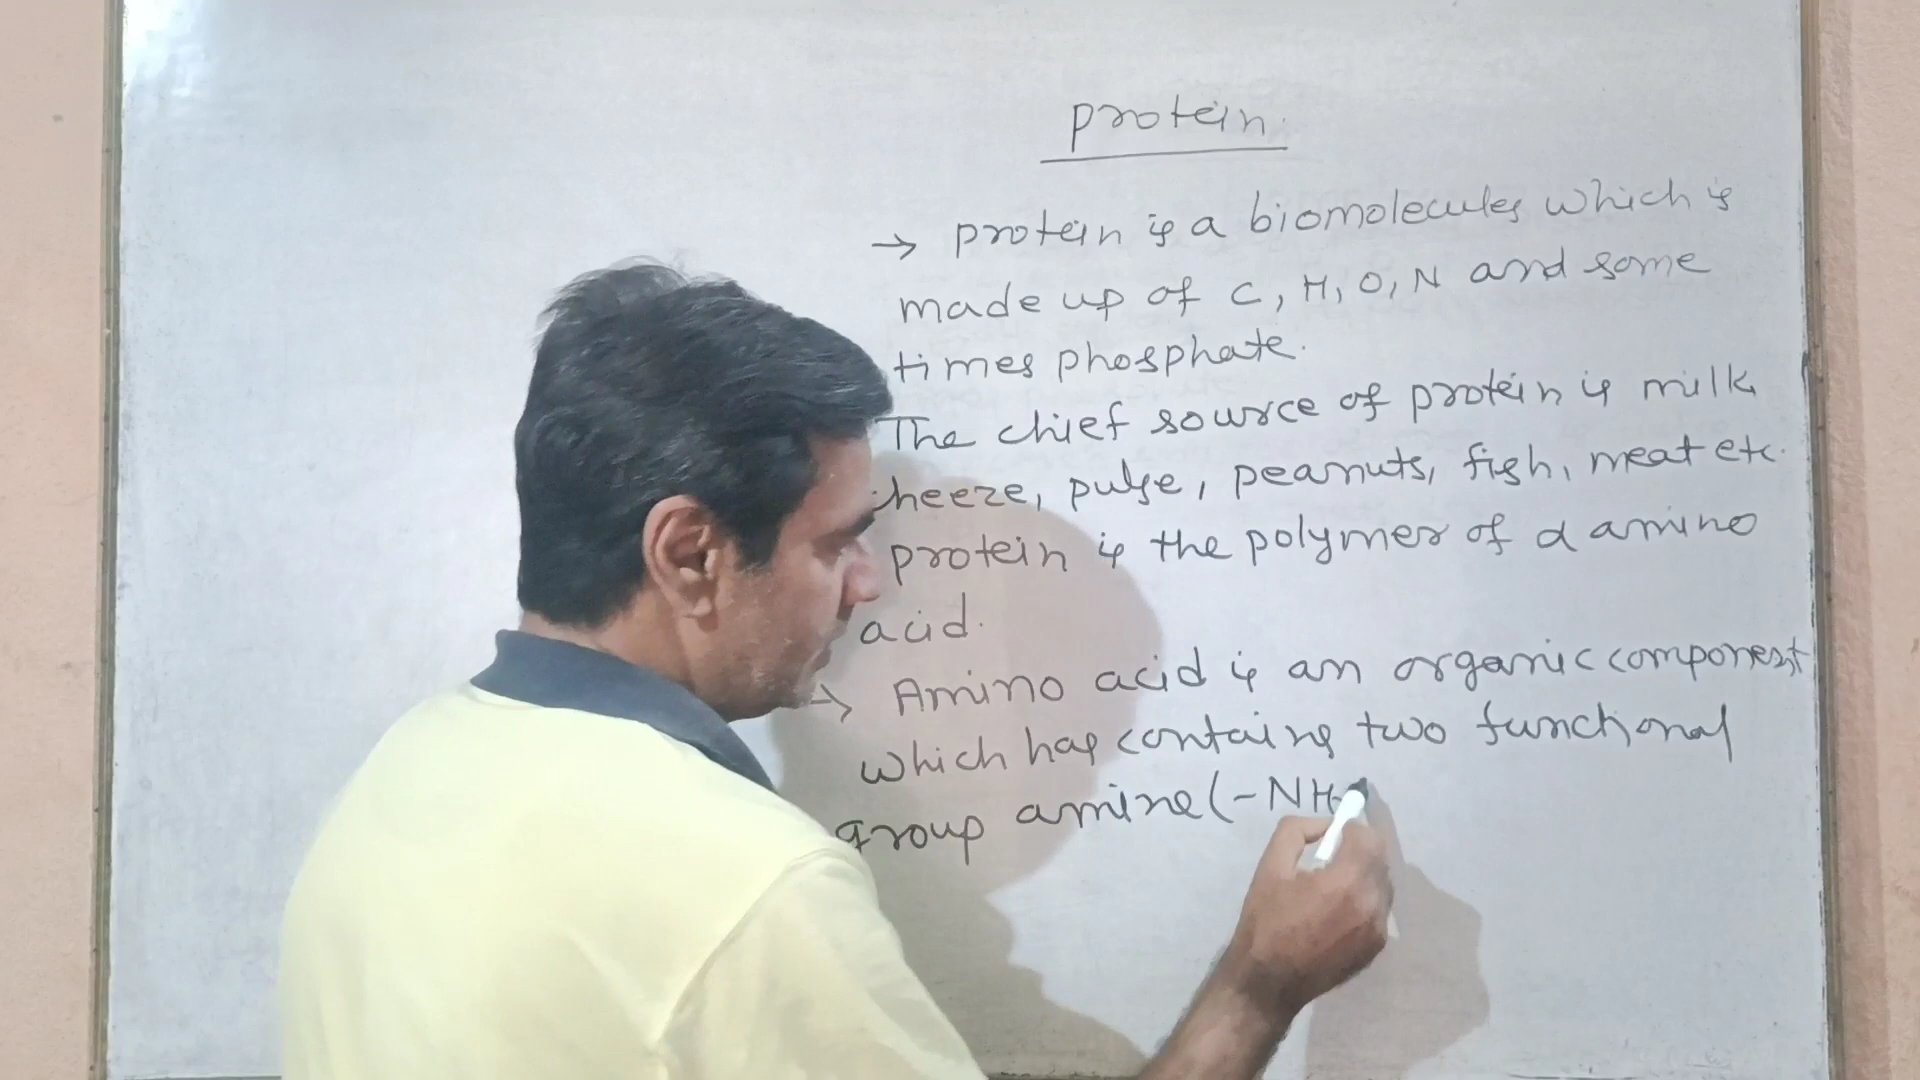 protein.
→ protein is a biomolecules which is
made up of C, H, O, N and some
times phosphate.
The chief source of protein is milk
cheeze, pulse, peanuts, fish, meat etc.
protein is the polymer of α amino
acid.
→ Amino acid is an organic component
which has contains two functional
group amine (-NH